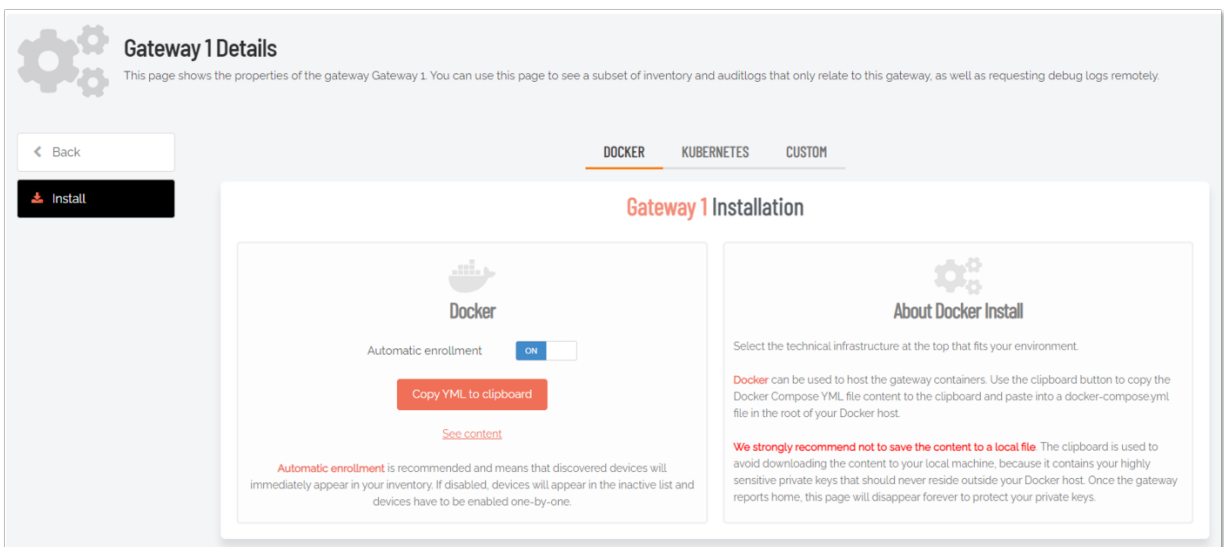 Gateway 1 Details
This page shows the properties of the gateway Gateway 1. You can use this page to see a subset of inventory and auditlogs that only relate to this gateway, as well as requesting debug logs remotely.
Back
Install
DOCKER KUBERNETES CUSTOM
Gateway 1 Installation
Docker
Automatic enrollment ON
Copy YML to clipboard
See content
Automatic enrollment is recommended and means that discovered devices will
immediately appear in your inventory. If disabled, devices will appear in the inactive list and
devices have to be enabled one-by-one.
About Docker Install
Select the technical infrastructure at the top that fits your environment.
Docker can be used to host the gateway containers. Use the clipboard button to copy the
Docker Compose YML file content to the clipboard and paste into a docker-compose.yml
file in the root of your Docker host.
We strongly recommend not to save the content to a local file. The clipboard is used to
avoid downloading the content to your local machine, because it contains your highly
sensitive private keys that should never reside outside your Docker host. Once the gateway
reports home, this page will disappear forever to protect your private keys.